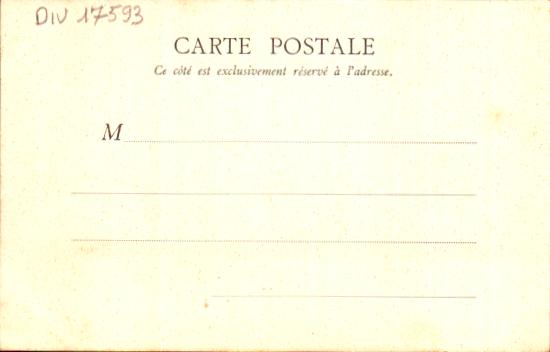 DIV 17593
CARTE POSTALE
Ce côté est exclusivement réservé à l'adresse.
M